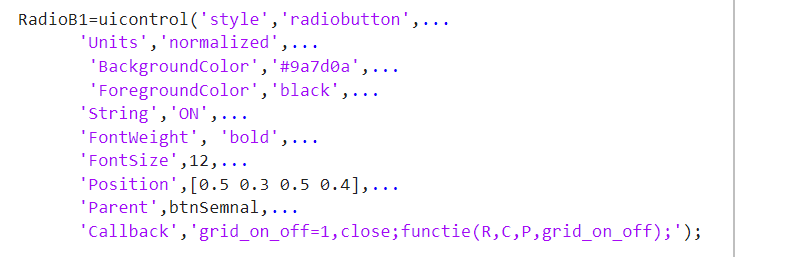 RadioB1=uicontrol('style','radiobutton',...
'Units','normalized',...
'BackgroundColor','#9a7d0a',...
'ForegroundColor','black',...
'String','ON',...
'FontWeight', 'bold',...
'FontSize',12,...
'Position',[0.5 0.3 0.5 0.4],...
'Parent',btnSemnal,...
'Callback','grid_on_off=1,close;functie(R,C,P,grid_on_off);');